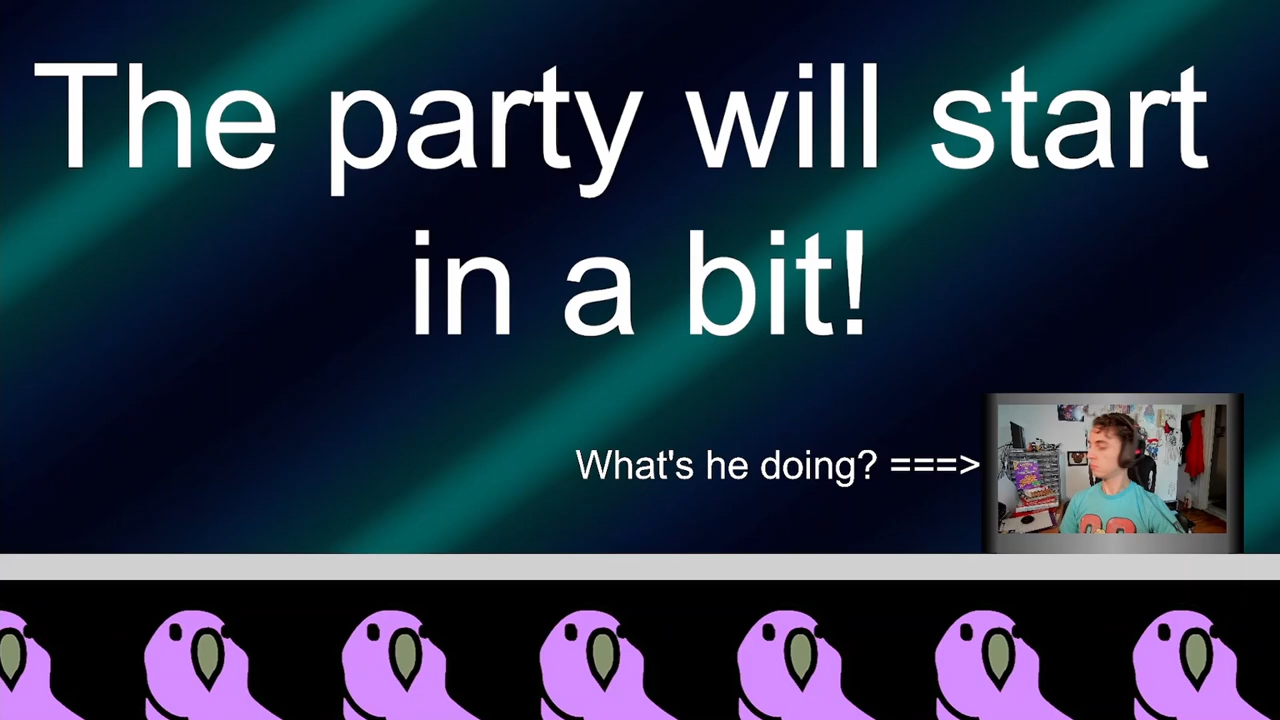 The party will start
in a bit!
What's he doing? ===>